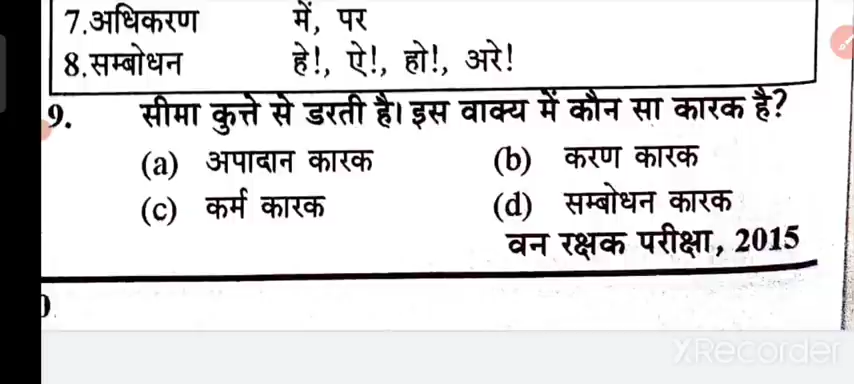 7.अधिकरण में, पर
8.सम्बोधन हे!, ऐ!, हो!, अरे!
9. सीमा कुत्ते से डरती है। इस वाक्य में कौन सा कारक है?
(a) अपादान कारक (b) करण कारक
(c) कर्म कारक (d) सम्बोधन कारक
वन रक्षक परीक्षा, 2015
XRecorder